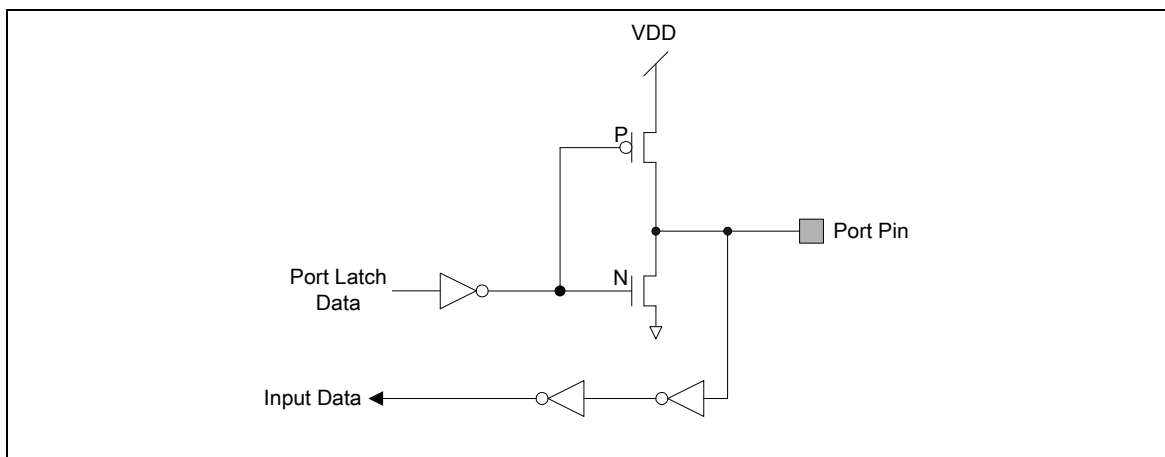 VDD
P
Port Pin
N
Port Latch
Data
Input Data